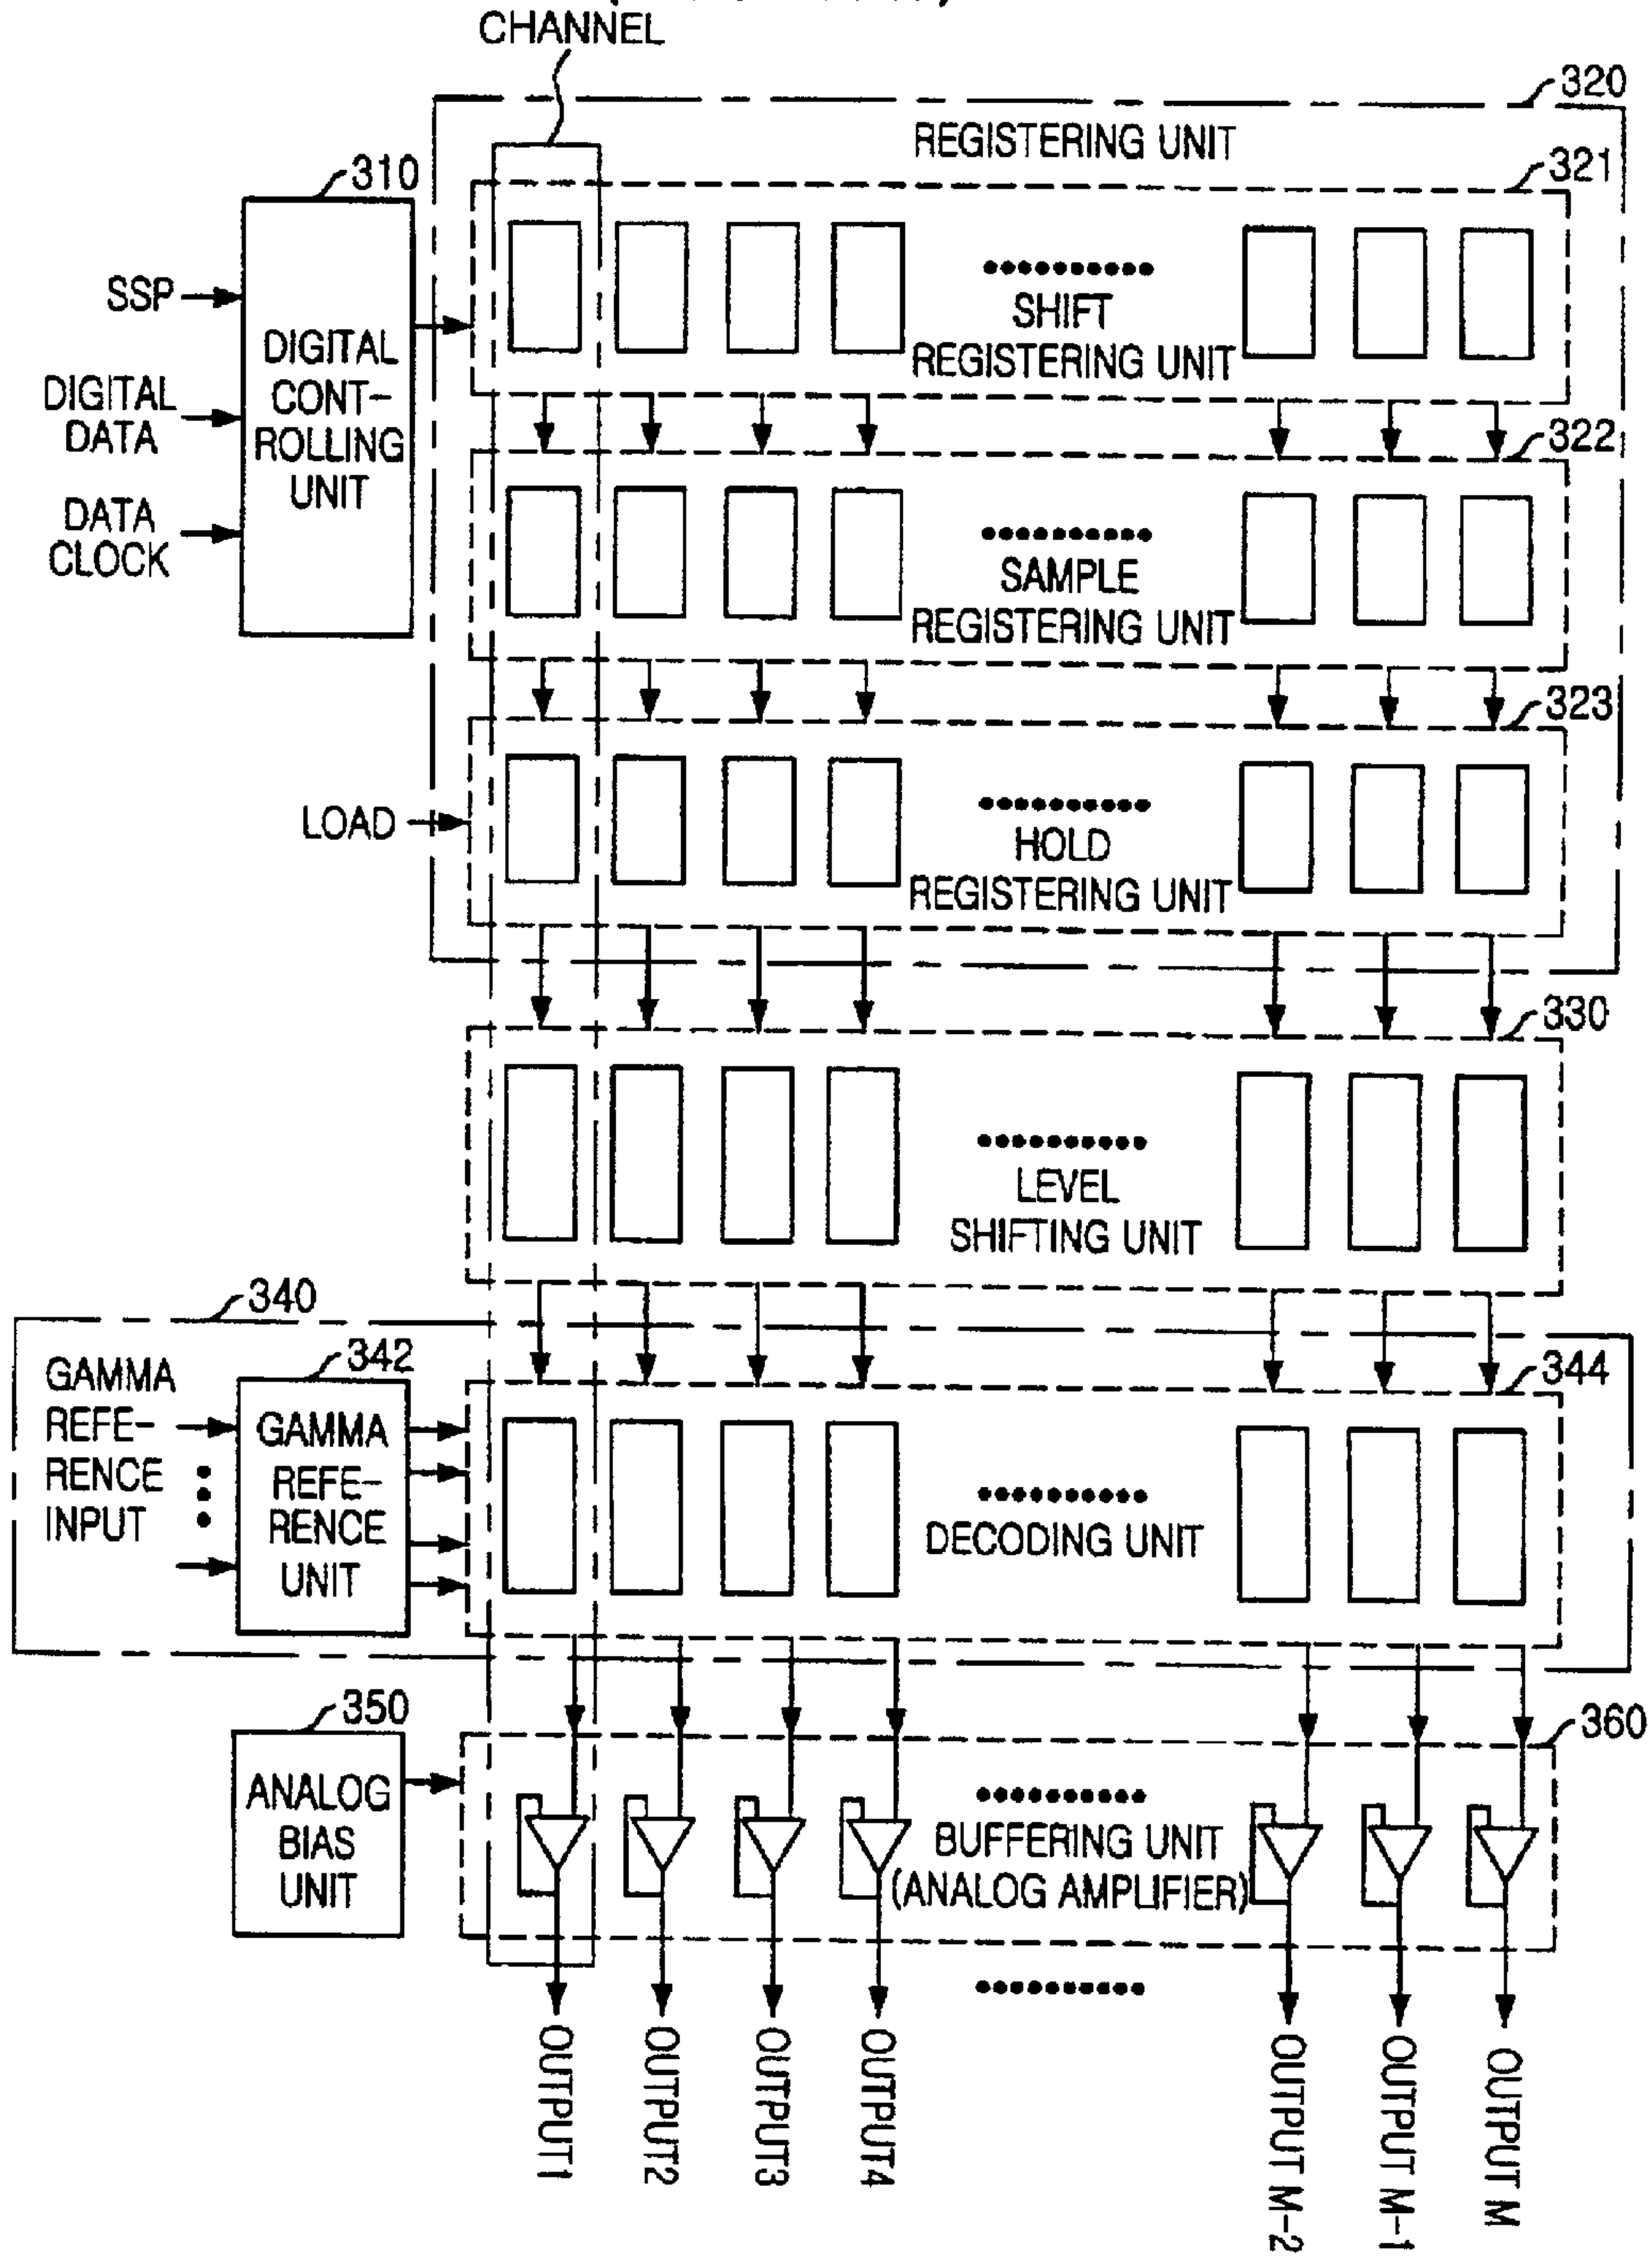 CHANNEL
320
REGISTERING UNIT
310
321
SSP
DIGITAL
DATA
DATA
CLOCK
DIGITAL
CONT-
ROLLING
UNIT
SHIFT
REGISTERING UNIT
322
SAMPLE
REGISTERING UNIT
323
LOAD
HOLD
REGISTERING UNIT
330
LEVEL
SHIFTING UNIT
340
342
344
GAMMA
REFE-
RENCE
INPUT
GAMMA
REFE-
RENCE
UNIT
DECODING UNIT
350
360
ANALOG
BIAS
UNIT
BUFFERING UNIT
(ANALOG AMPLIFIER)
OUTPUT1
OUTPUT2
OUTPUT3
OUTPUT4
OUTPUT M-2
OUTPUT M-1
OUTPUT M